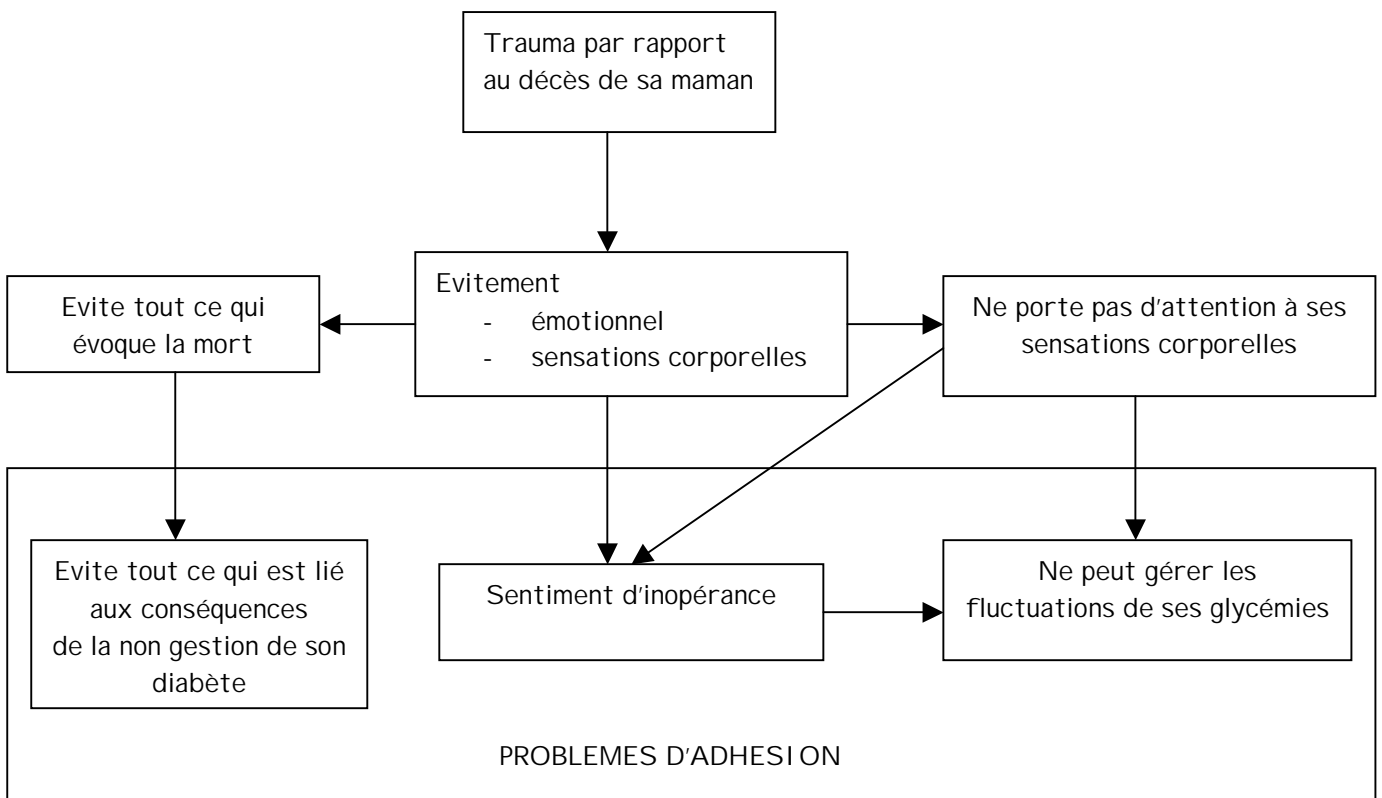 Trauma par rapport
au décès de sa maman
Evitement
- émotionnel
- sensations corporelles
Evite tout ce qui
évoque la mort
Ne porte pas d'attention à ses
sensations corporelles
Evite tout ce qui est lié
aux conséquences
de la non gestion de son
diabète
Sentiment d'inopérance
Ne peut gérer les
fluctuations de ses glycémies
PROBLEMES D'ADHESION